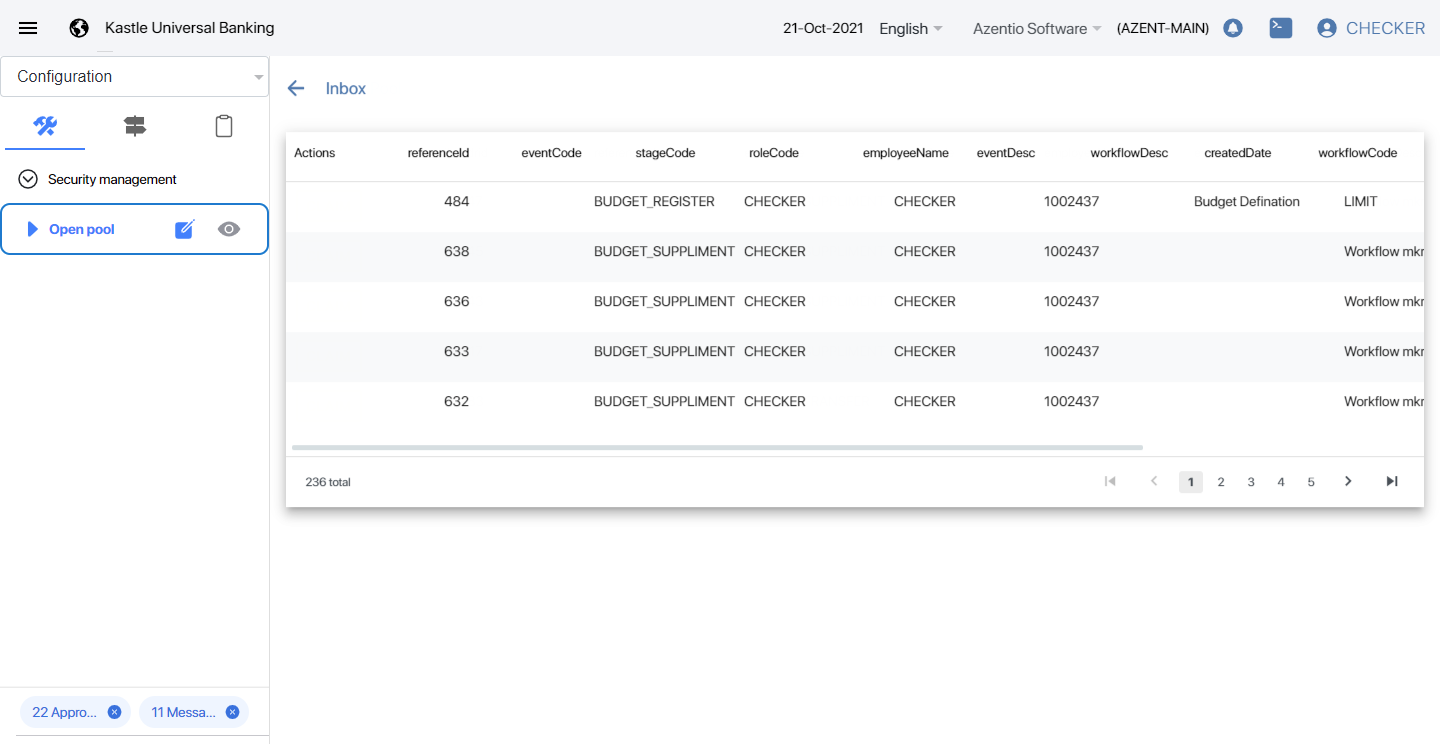 Kastle Universal Banking 21-Oct-2021 English Azentio Software (AZENT-MAIN) CHECKER
Configuration
Inbox
Security management
Open pool
Actions referenceId eventCode stageCode roleCode employeeName eventDesc workflowDesc createdDate workflowCode
484 BUDGET_REGISTER CHECKER CHECKER 1002437 Budget Defination LIMIT
638 BUDGET_SUPPLIMENT CHECKER CHECKER 1002437 Workflow mkr
636 BUDGET_SUPPLIMENT CHECKER CHECKER 1002437 Workflow mkr
633 BUDGET_SUPPLIMENT CHECKER CHECKER 1002437 Workflow mkr
632 BUDGET_SUPPLIMENT CHECKER CHECKER 1002437 Workflow mkr
236 total 1 2 3 4 5
22 Appro... 11 Messa...